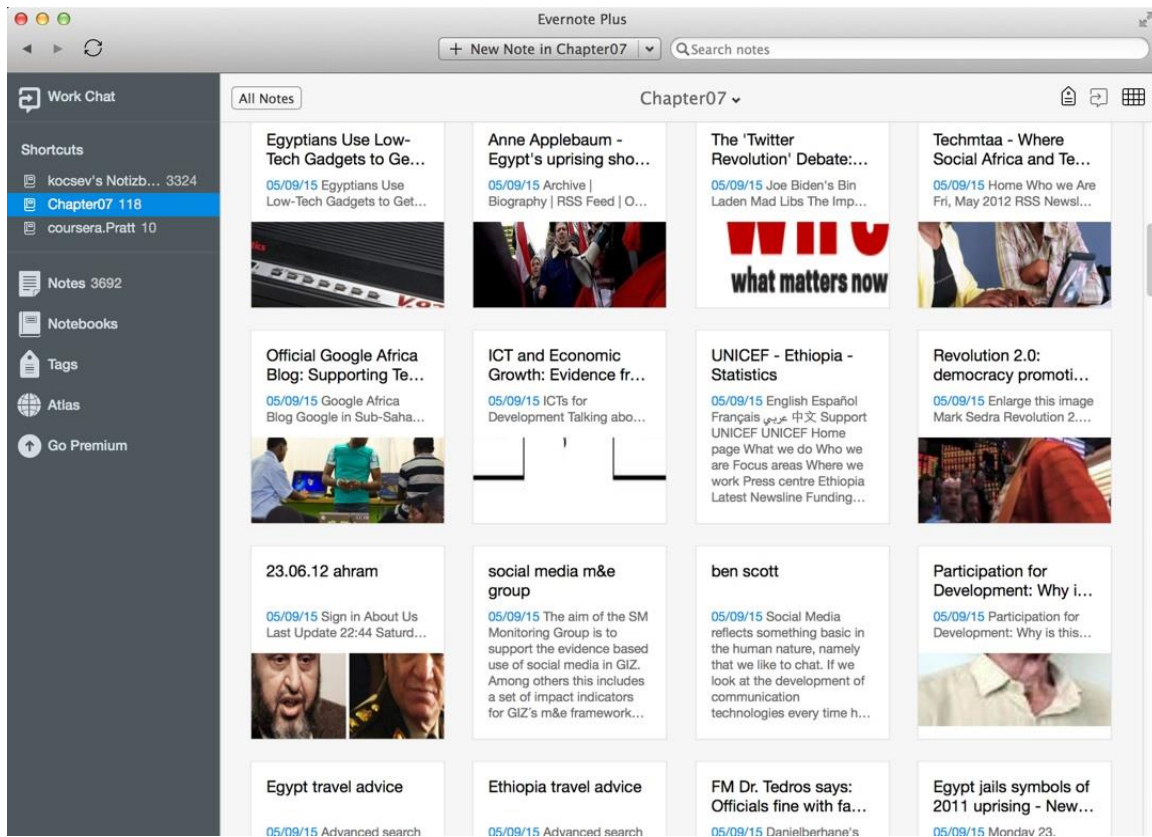 Evernote Plus
+ New Note in Chapter07
Search notes
Work Chat
Shortcuts
kocsev's Notizb... 3324
Chapter07 118
coursera.Pratt 10
Notes 3692
Notebooks
Tags
Atlas
Go Premium
All Notes
Chapter07
Egyptians Use Low-
Tech Gadgets to Ge...
05/09/15 Egyptians Use
Low-Tech Gadgets to Get...
Anne Applebaum -
Egypt's uprising sho...
05/09/15 Archive |
Biography | RSS Feed | O...
The 'Twitter
Revolution' Debate:...
05/09/15 Joe Biden's Bin
Laden Mad Libs The Imp...
what matters now
Techmtaa - Where
Social Africa and Te...
05/09/15 Home Who we Are
Fri, May 2012 RSS Newsl...
Official Google Africa
Blog: Supporting Te...
05/09/15 Google Africa
Blog Google in Sub-Saha...
ICT and Economic
Growth: Evidence fr...
05/09/15 ICTs for
Development Talking abo...
UNICEF - Ethiopia -
Statistics
05/09/15 English Español
Français عربي 中文 Support
UNICEF UNICEF Home
page What we do Who we
are Focus areas Where we
work Press centre Ethiopia
Latest Newsline Funding...
Revolution 2.0:
democracy promoti...
05/09/15 Enlarge this image
Mark Sedra Revolution 2....
23.06.12 ahram
05/09/15 Sign in About Us
Last Update 22:44 Saturd...
social media m&e
group
05/09/15 The aim of the SM
Monitoring Group is to
support the evidence based
use of social media in GIZ.
Among others this includes
a set of impact indicators
for GIZ´s m&e framework...
ben scott
05/09/15 Social Media
reflects something basic in
the human nature, namely
that we like to chat. If we
look at the development of
communication
technologies every time h...
Participation for
Development: Why i...
05/09/15 Participation for
Development: Why is this...
Egypt travel advice
05/09/15 Advanced search
Ethiopia travel advice
05/09/15 Advanced search
FM Dr. Tedros says:
Officials fine with fa...
05/09/15 Danielberhane's
Egypt jails symbols of
2011 uprising - New...
05/09/15 Monday 23.